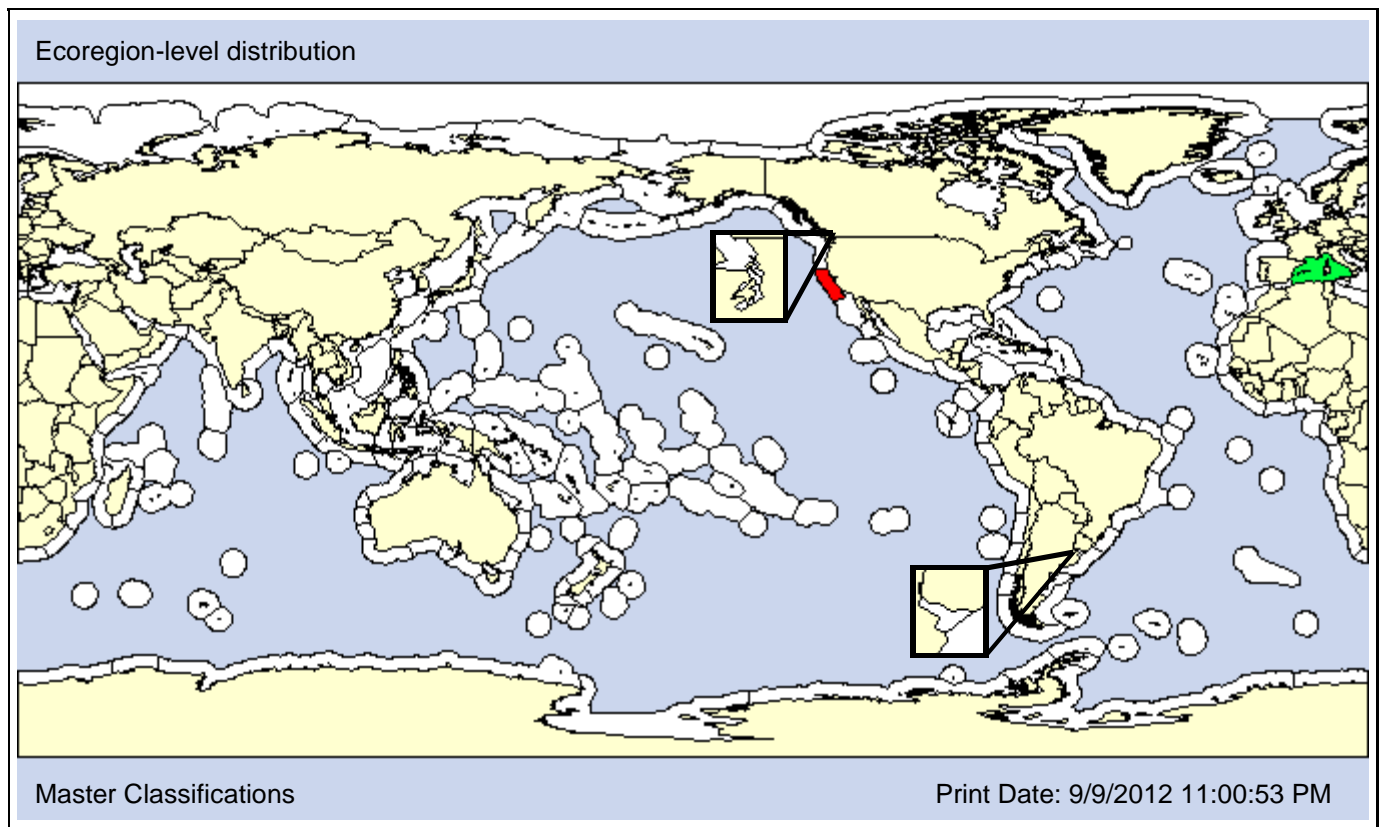 Ecoregion-level distribution
Master Classifications
Print Date: 9/9/2012 11:00:53 PM